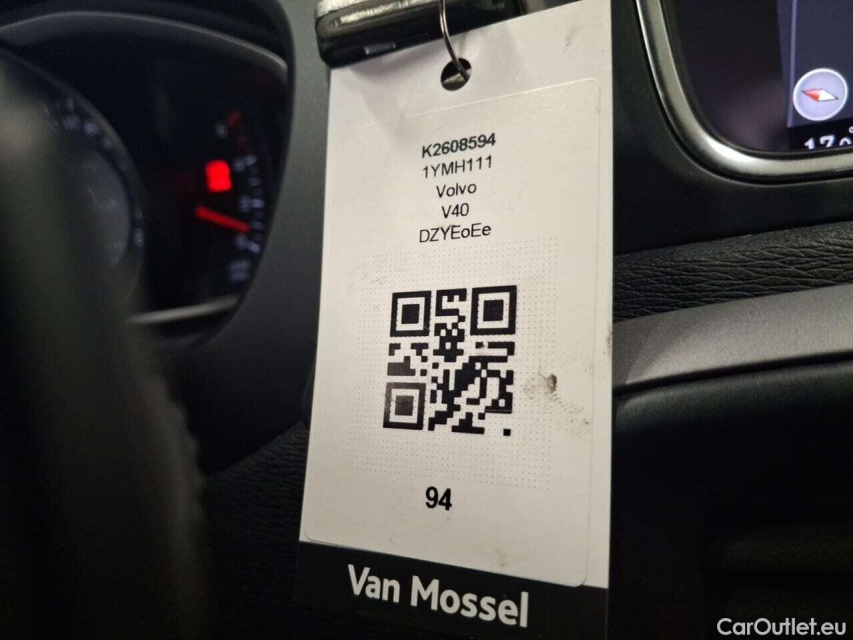 K2608594
1YMH111
Volvo
V40
DZYEoEe
94
Van Mossel
CarOutlet.eu